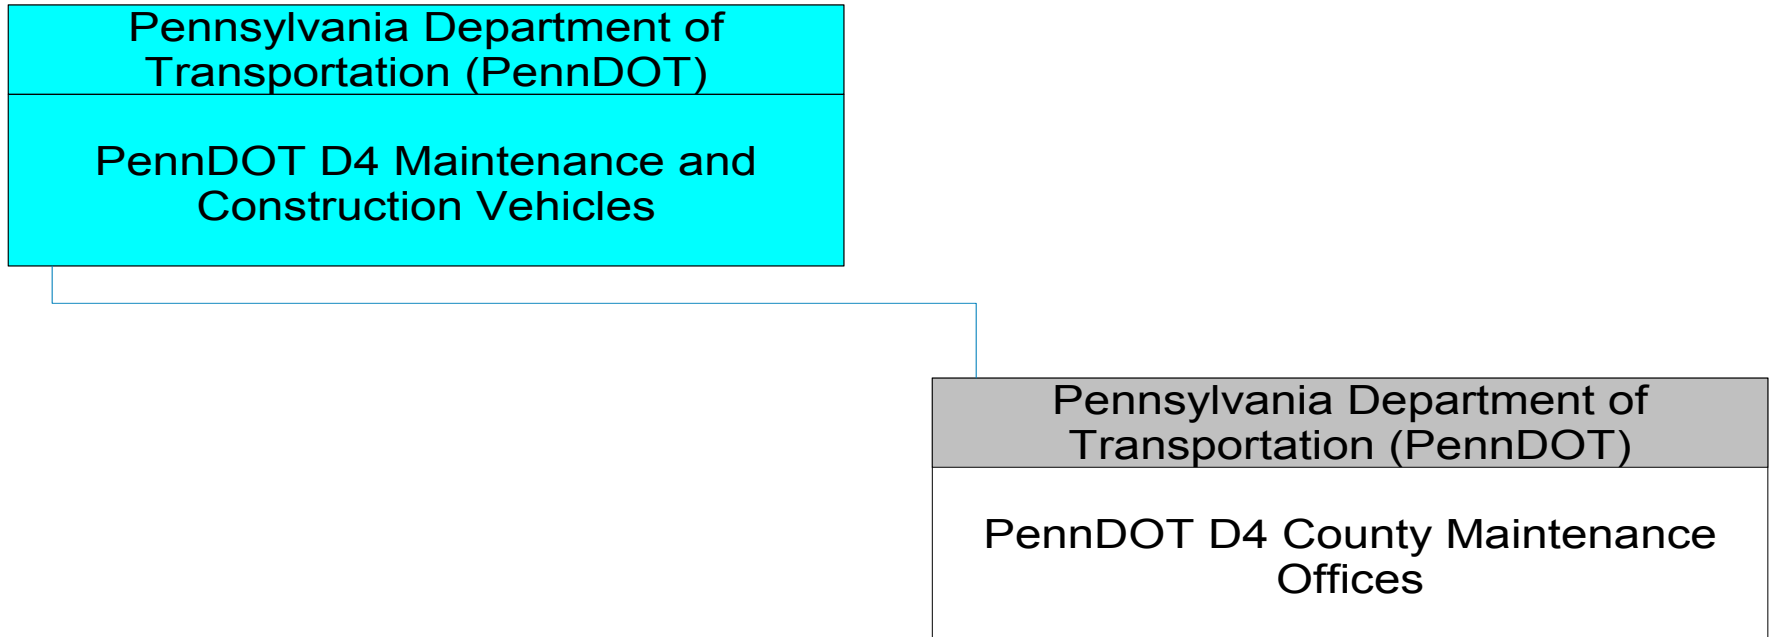 Pennsylvania Department of
Transportation (PennDOT)
PennDOT D4 Maintenance and
Construction Vehicles
Pennsylvania Department of
Transportation (PennDOT)
PennDOT D4 County Maintenance
Offices